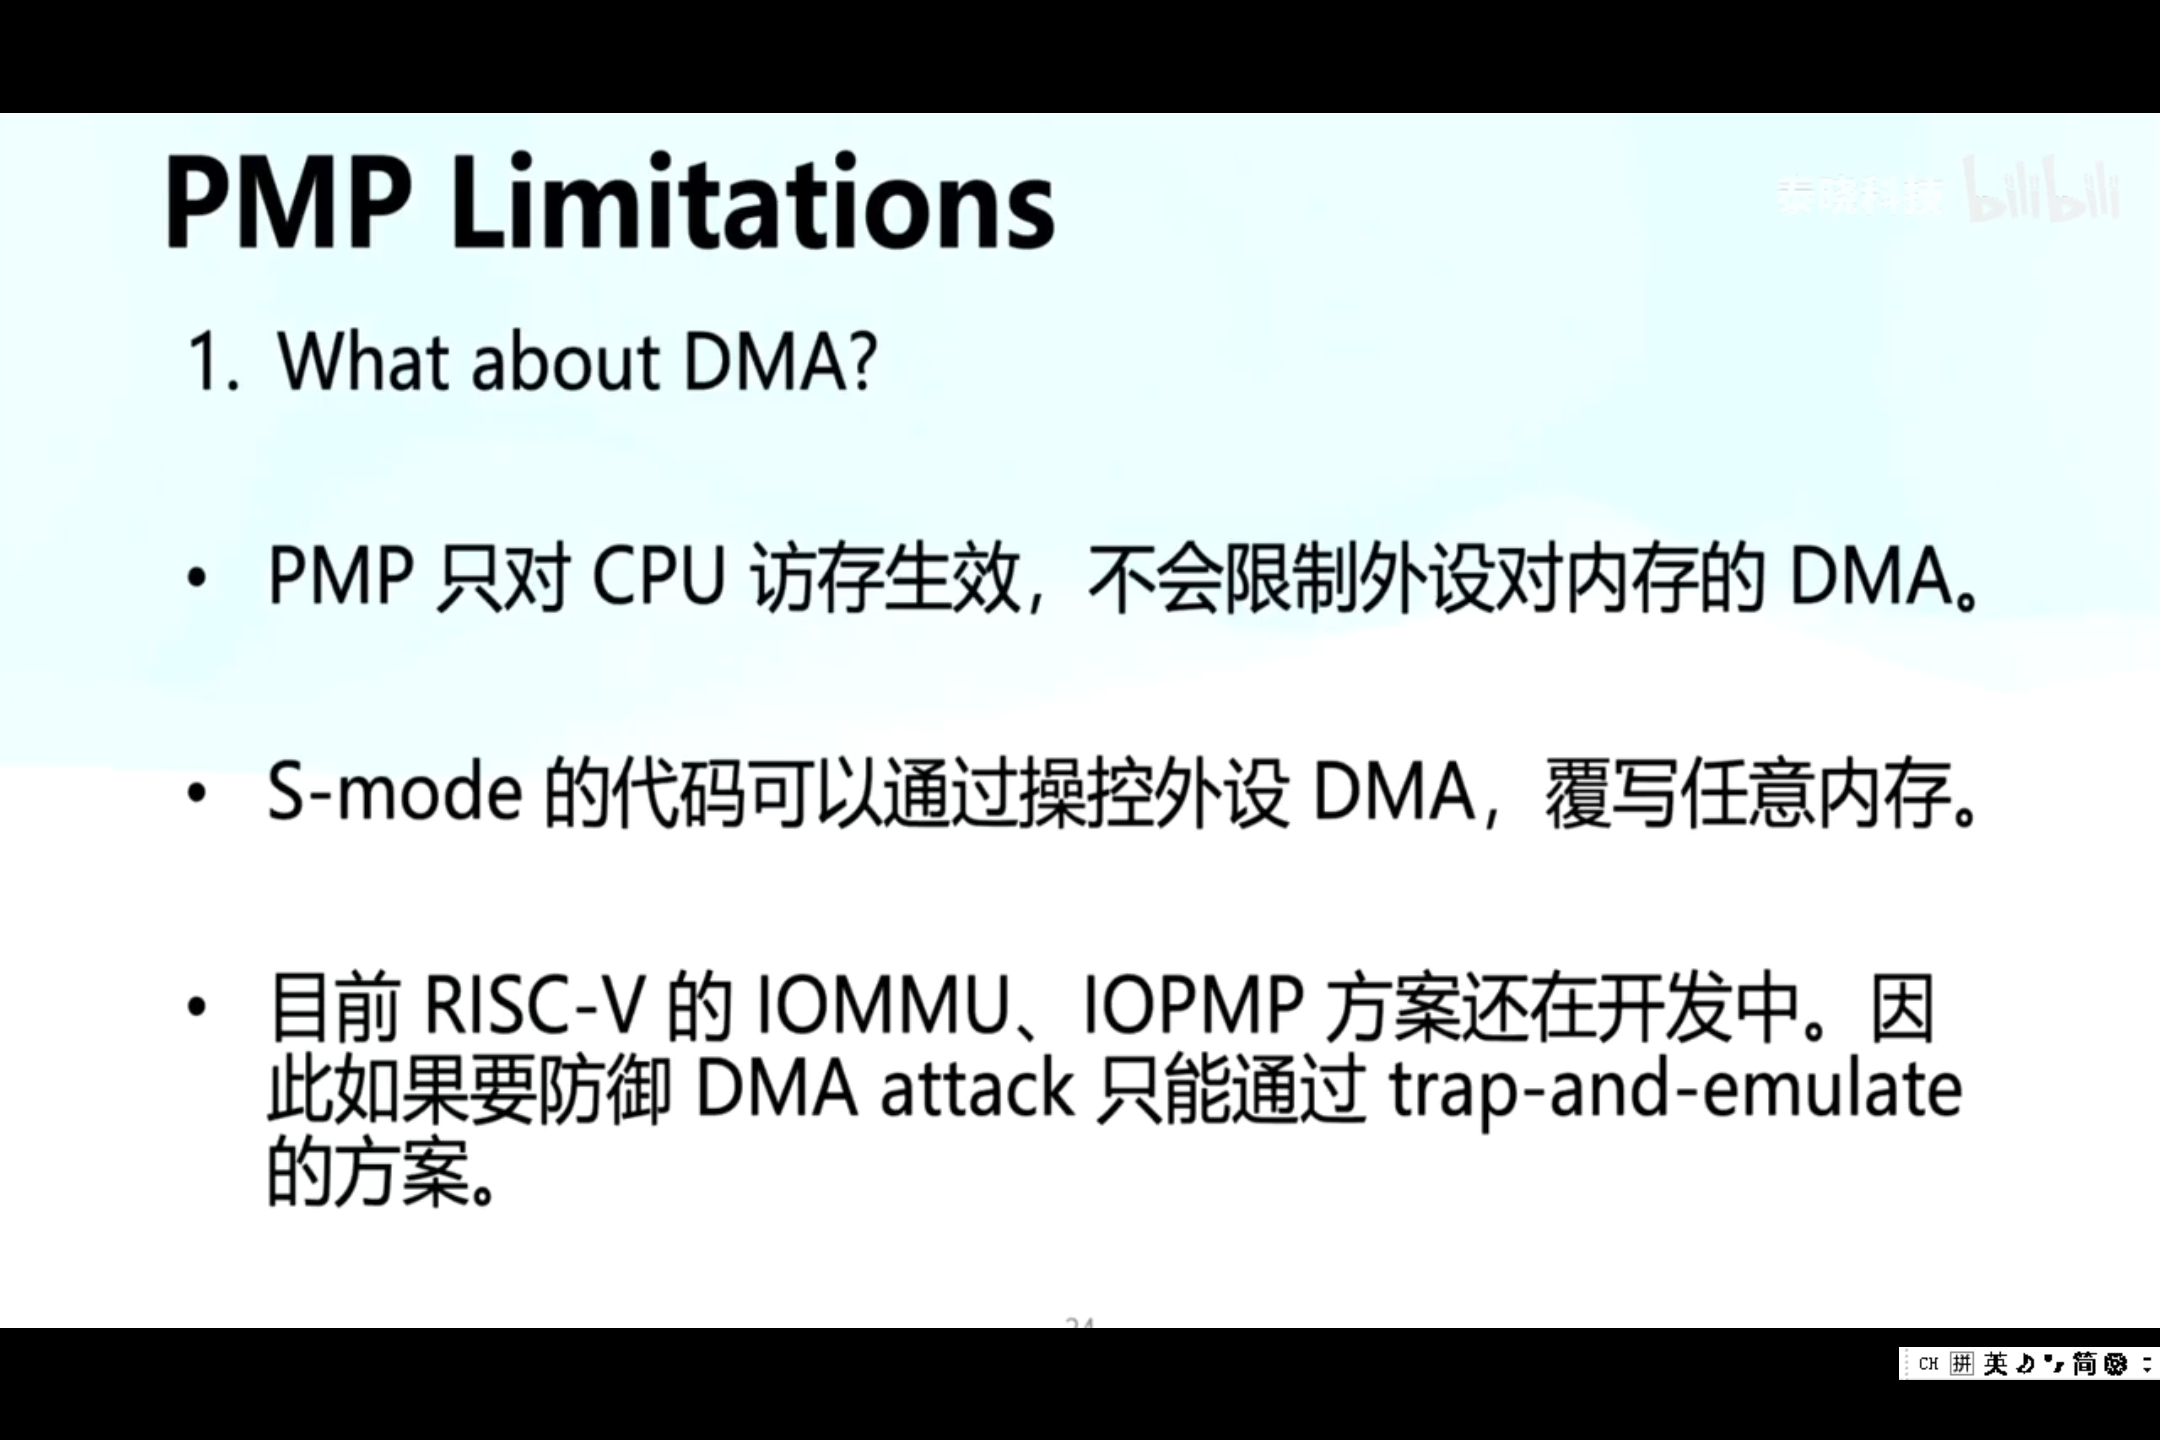 PMP Limitations
泰晓科技 bilibili
1. What about DMA?
• PMP 只对 CPU 访存生效，不会限制外设对内存的 DMA。
• S-mode 的代码可以通过操控外设 DMA，覆写任意内存。
• 目前 RISC-V 的 IOMMU、IOPMP 方案还在开发中。因
此如果要防御 DMA attack 只能通过 trap-and-emulate
的方案。
24
CH 拼 英 简